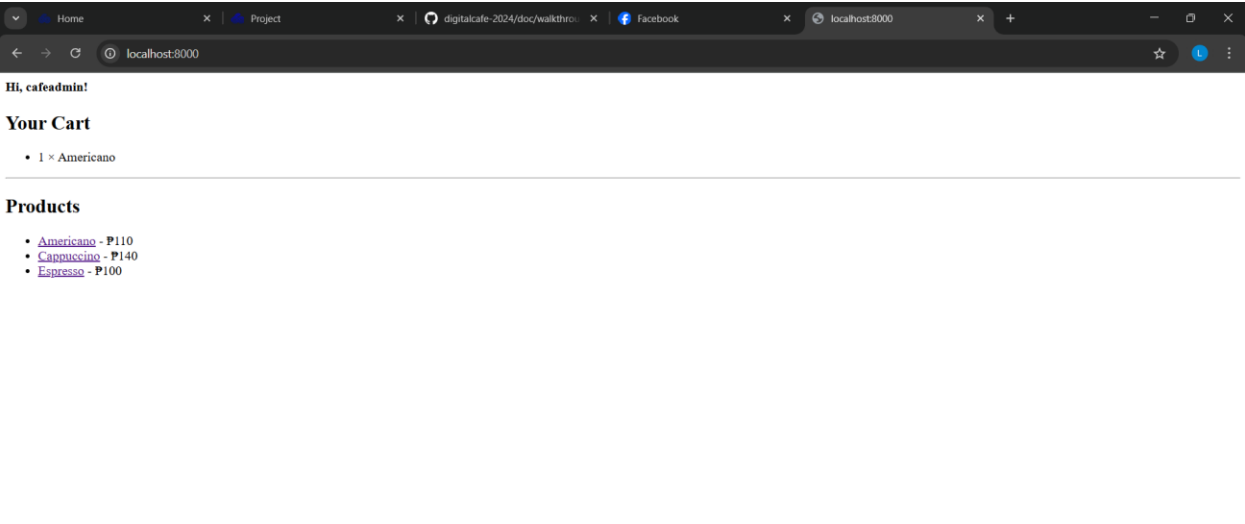 Home
Project
digitalcafe-2024/doc/walkthrou
Facebook
localhost:8000
localhost:8000
L
Hi, cafeadmin!
Your Cart
• 1 × Americano
Products
• Americano - ₱110
• Cappuccino - ₱140
• Espresso - ₱100